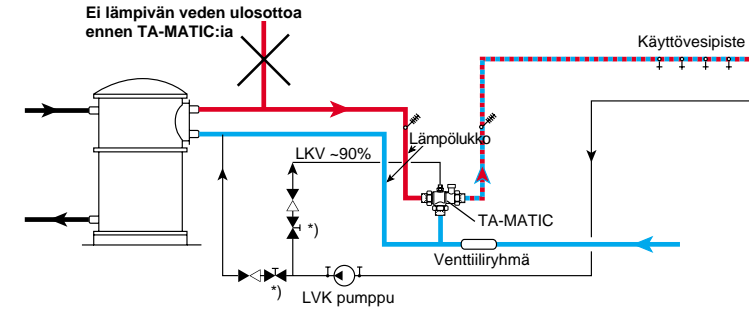 Ei lämpivän veden ulosottoa
ennen TA-MATIC:ia
Käyttövesipiste
Lämpölukko
LKV ~90%
TA-MATIC
*)
Venttiiliryhmä
*)
LVK pumppu